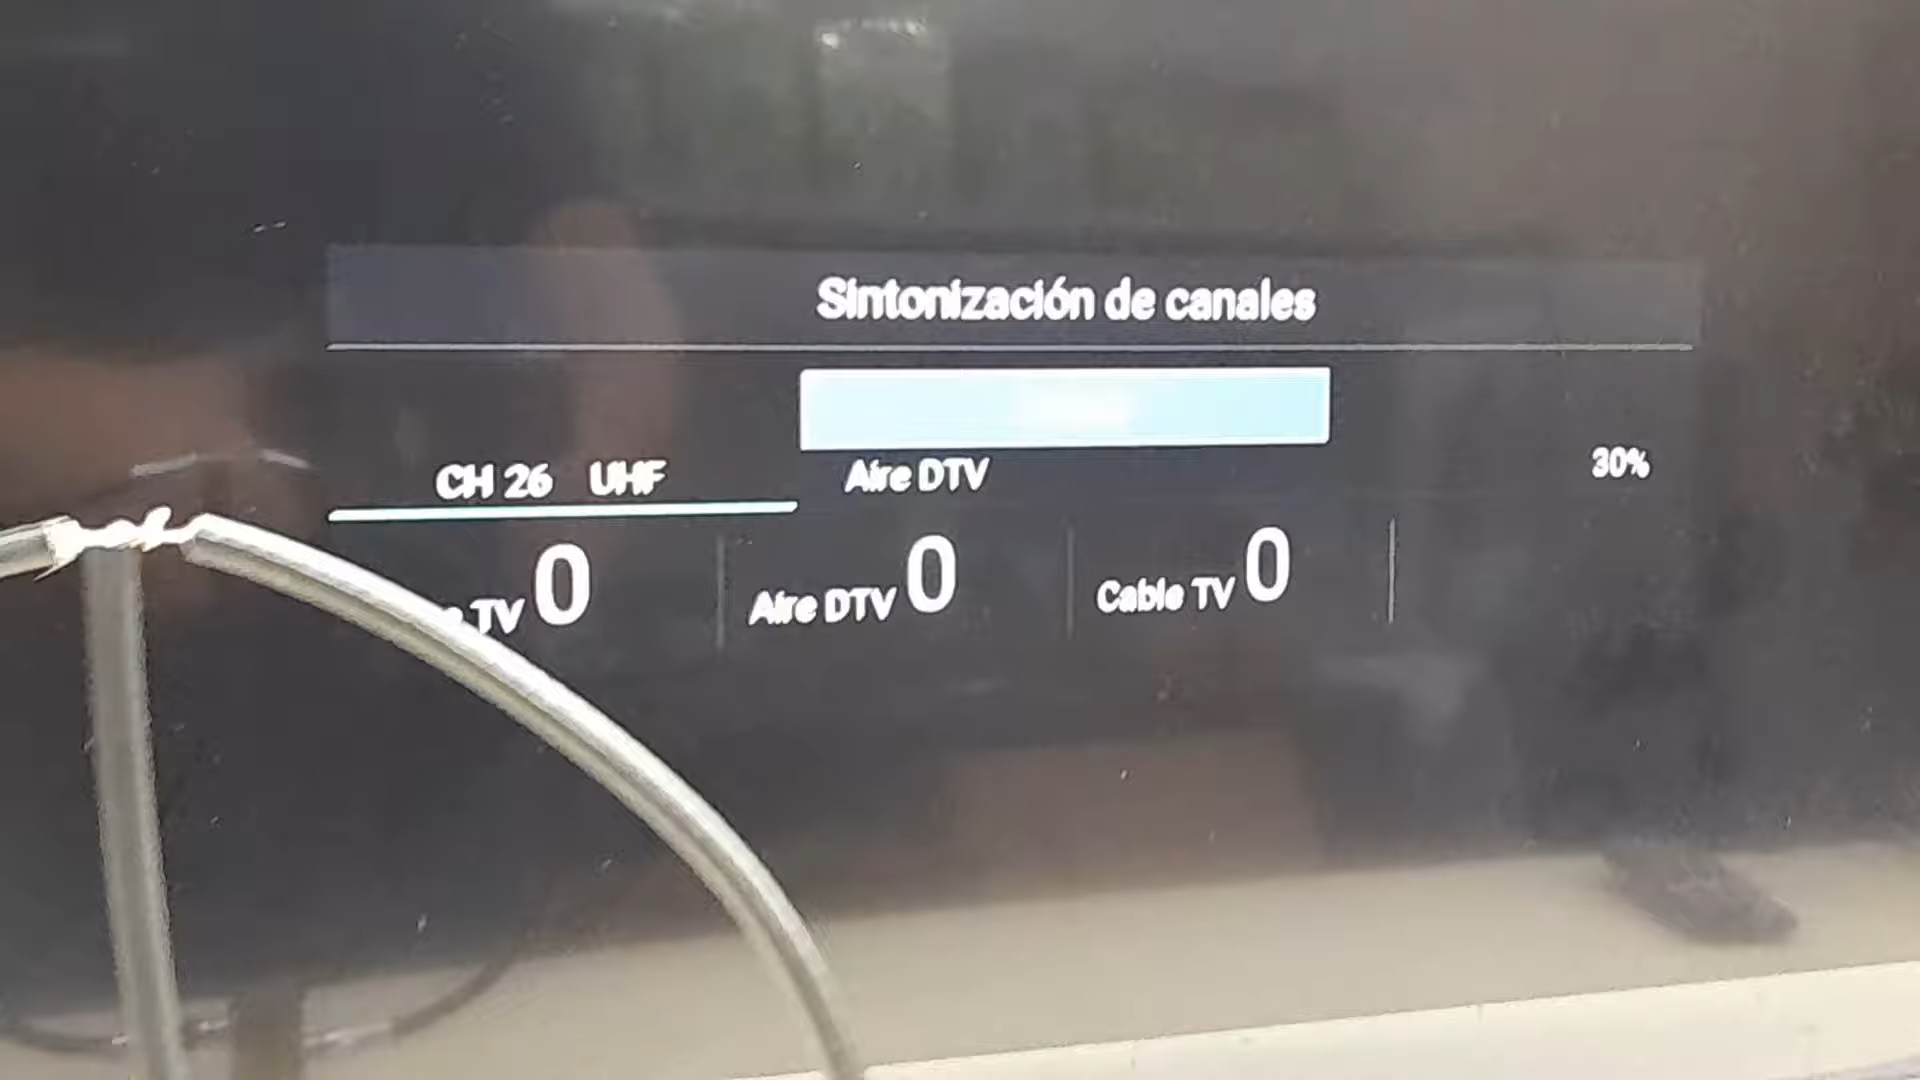 Sintonización de canales
CH 26 UHF Aire DTV 30%
TV 0 Aire DTV 0 Cable TV 0